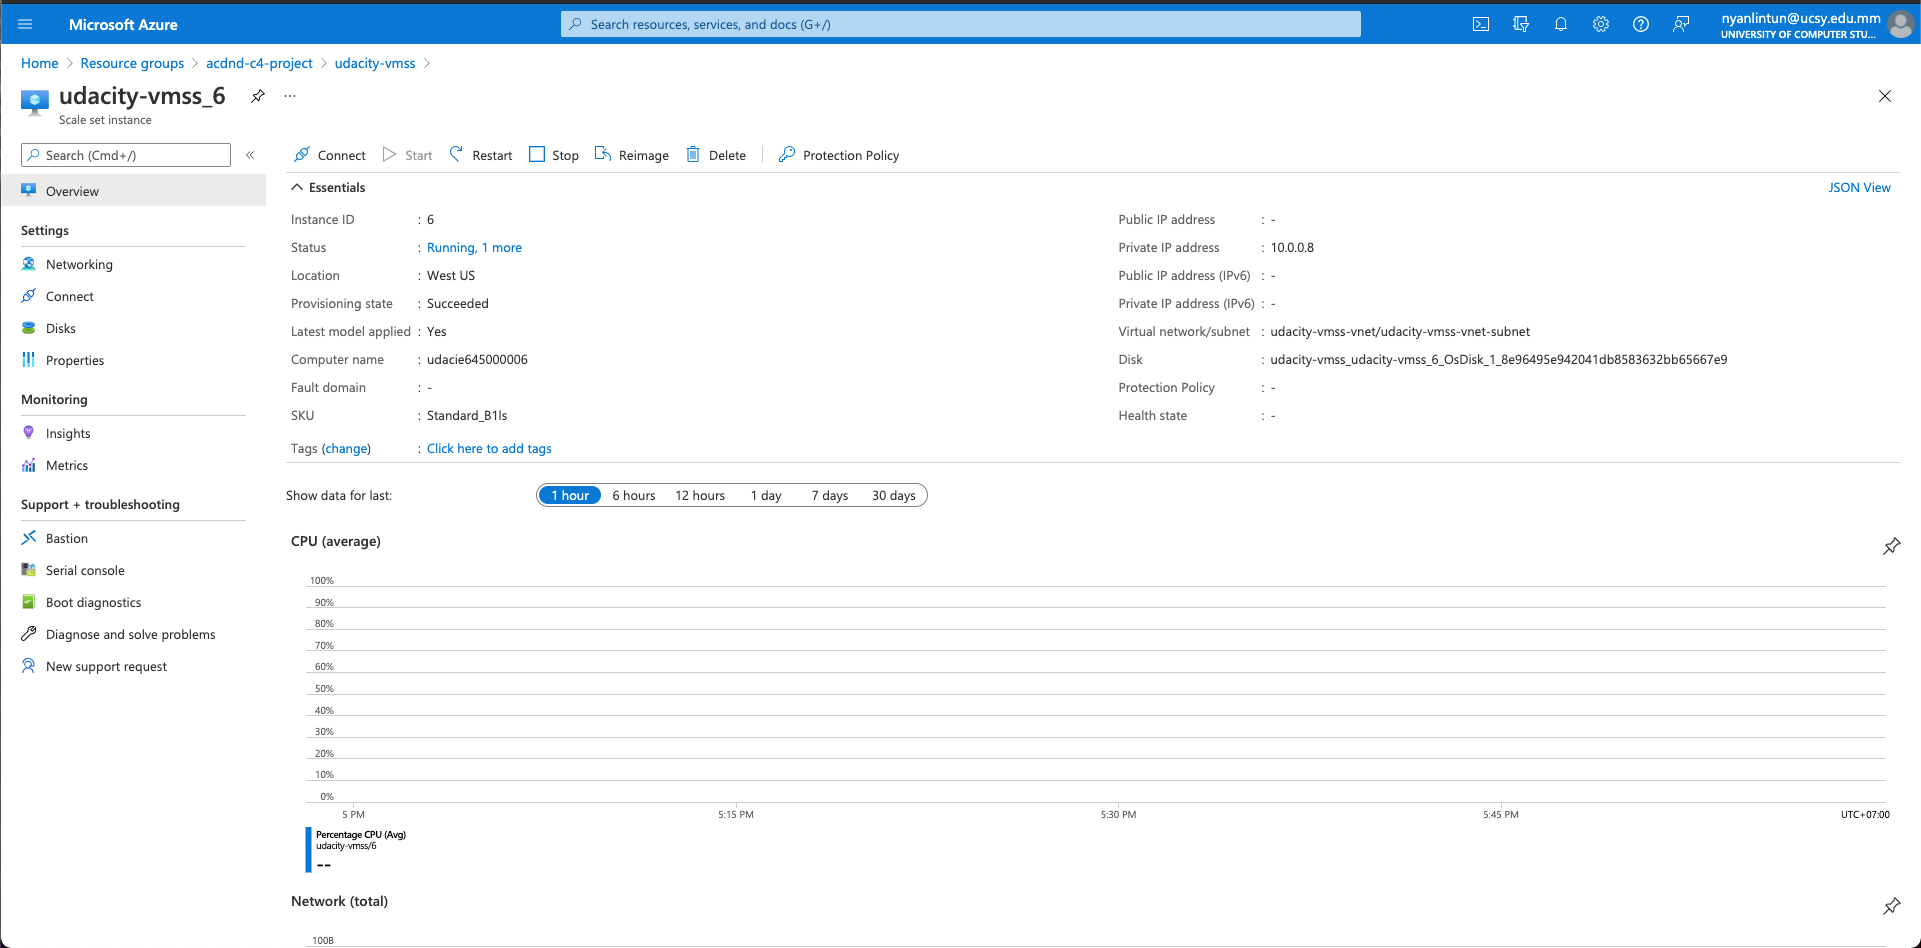 Microsoft Azure
Search resources, services, and docs (G+/)
nyanlintun@ucsy.edu.mm
UNIVERSITY OF COMPUTER STU...
Home > Resource groups > acdnd-c4-project > udacity-vmss >
udacity-vmss_6
...
Scale set instance
Search (Cmd+/)
«
Connect
Start
Restart
Stop
Reimage
Delete
Protection Policy
Overview
Settings
Networking
Connect
Disks
Properties
Monitoring
Insights
Metrics
Support + troubleshooting
Bastion
Serial console
Boot diagnostics
Diagnose and solve problems
New support request
Essentials
JSON View
Instance ID : 6
Status : Running, 1 more
Location : West US
Provisioning state : Succeeded
Latest model applied : Yes
Computer name : udacie645000006
Fault domain : -
SKU : Standard_B1ls
Tags (change) : Click here to add tags
Public IP address : -
Private IP address : 10.0.0.8
Public IP address (IPv6) : -
Private IP address (IPv6) : -
Virtual network/subnet : udacity-vmss-vnet/udacity-vmss-vnet-subnet
Disk : udacity-vmss_udacity-vmss_6_OsDisk_1_8e96495e942041db8583632bb65667e9
Protection Policy : -
Health state : -
Show data for last:
1 hour
6 hours
12 hours
1 day
7 days
30 days
CPU (average)
100%
90%
80%
70%
60%
50%
40%
30%
20%
10%
0%
5 PM
5:15 PM
5:30 PM
5:45 PM
UTC+07:00
Percentage CPU (Avg)
udacity-vmss/6
--
Network (total)
100B